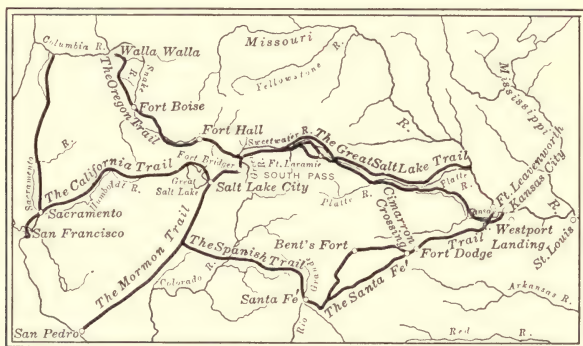 Columbia R.
Walla Walla
Missouri
R.
Mississippi
R.
Snake
R.
Yellowstone
R.
The Oregon Trail
Fort Boise
Fort Hall
Sweetwater R.
The Great Salt Lake Trail
Platte R.
The California Trail
Fort Bridger
Ft. Laramie
SOUTH PASS
Great
Salt Lake
Salt Lake City
Humboldt R.
Sacramento
R.
Sacramento
San Francisco
Platte R.
Cimarron
Crossing
Ft. Leavenworth
Kansas City
Westport
Landing
St. Louis
R.
Bent's Fort
Fort Dodge
The Santa Fé Trail
The Mormon Trail
The Spanish Trail
Colorado R.
Santa Fé
Rio Grande
San Pedro
Arkansas R.
Red R.